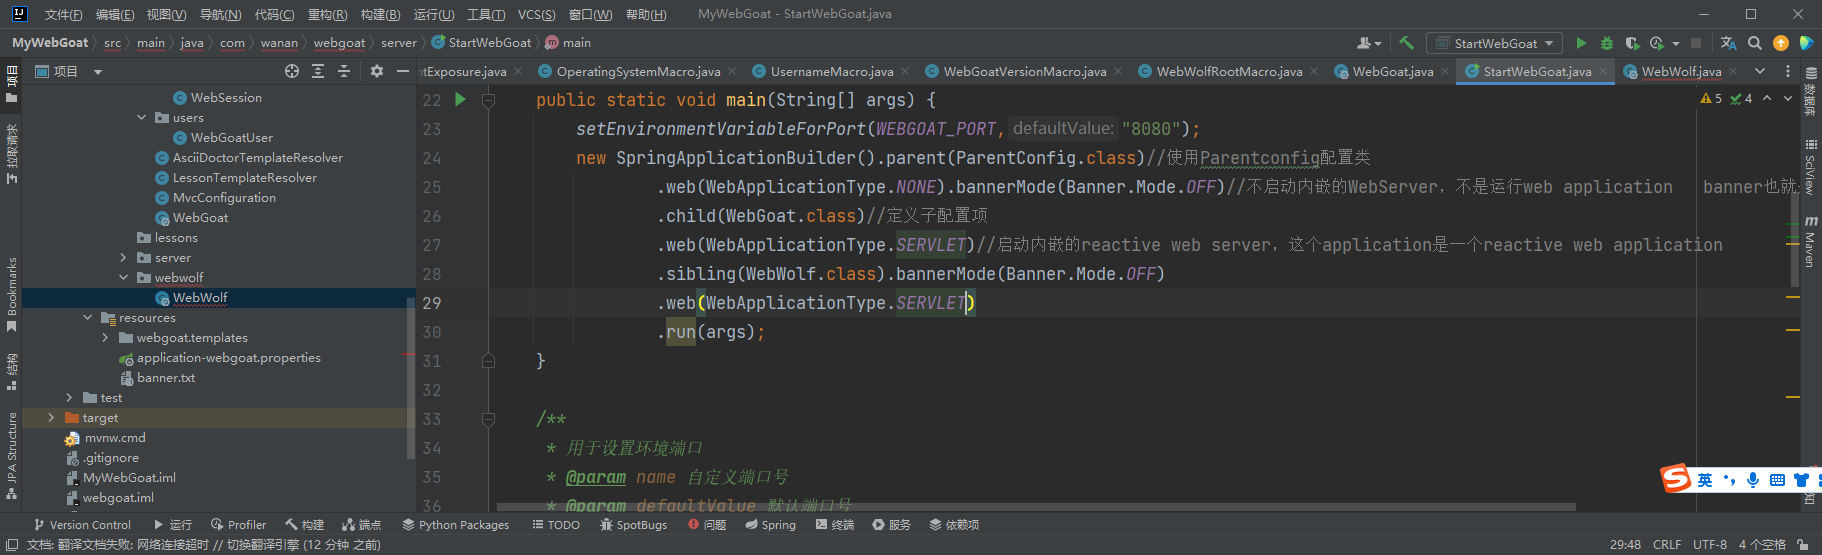 文件(F) 编辑(E) 视图(V) 导航(N) 代码(C) 重构(R) 构建(B) 运行(U) 工具(T) VCS(S) 窗口(W) 帮助(H) MyWebGoat - StartWebGoat.java
MyWebGoat src main java com wanan webgoat server StartWebGoat main StartWebGoat
项目
ntExposure.java OperatingSystemMacro.java UsernameMacro.java WebGoatVersionMacro.java WebWolfRootMacro.java WebGoat.java StartWebGoat.java WebWolf.java
项目
拉取请求
Bookmarks
结构
JPA Structure
WebSession
users
WebGoatUser
AsciiDoctorTemplateResolver
LessonTemplateResolver
MvcConfiguration
WebGoat
lessons
server
webwolf
WebWolf
resources
webgoat.templates
application-webgoat.properties
banner.txt
test
target
mvnw.cmd
.gitignore
MyWebGoat.iml
webgoat.iml
5 4
22 public static void main(String[] args) {
23 setEnvironmentVariableForPort(WEBGOAT_PORT, defaultValue: "8080");
24 new SpringApplicationBuilder().parent(ParentConfig.class)//使用Parentconfig配置类
25 .web(WebApplicationType.NONE).bannerMode(Banner.Mode.OFF)//不启动内嵌的WebServer，不是运行web application banner也就
26 .child(WebGoat.class)//定义子配置项
27 .web(WebApplicationType.SERVLET)//启动内嵌的reactive web server，这个application是一个reactive web application
28 .sibling(WebWolf.class).bannerMode(Banner.Mode.OFF)
29 .web(WebApplicationType.SERVLET)
30 .run(args);
31 }
32
33 /**
34 * 用于设置环境端口
35 * @param name 自定义端口号
36 * @param defaultValue 默认端口号
数据库
SciView
m Maven
知
S 英
Version Control 运行 Profiler 构建 端点 Python Packages TODO SpotBugs 问题 Spring 终端 服务 依赖项
文档: 翻译文档失败: 网络连接超时 // 切换翻译引擎 (12 分钟 之前) 29:48 CRLF UTF-8 4 个空格